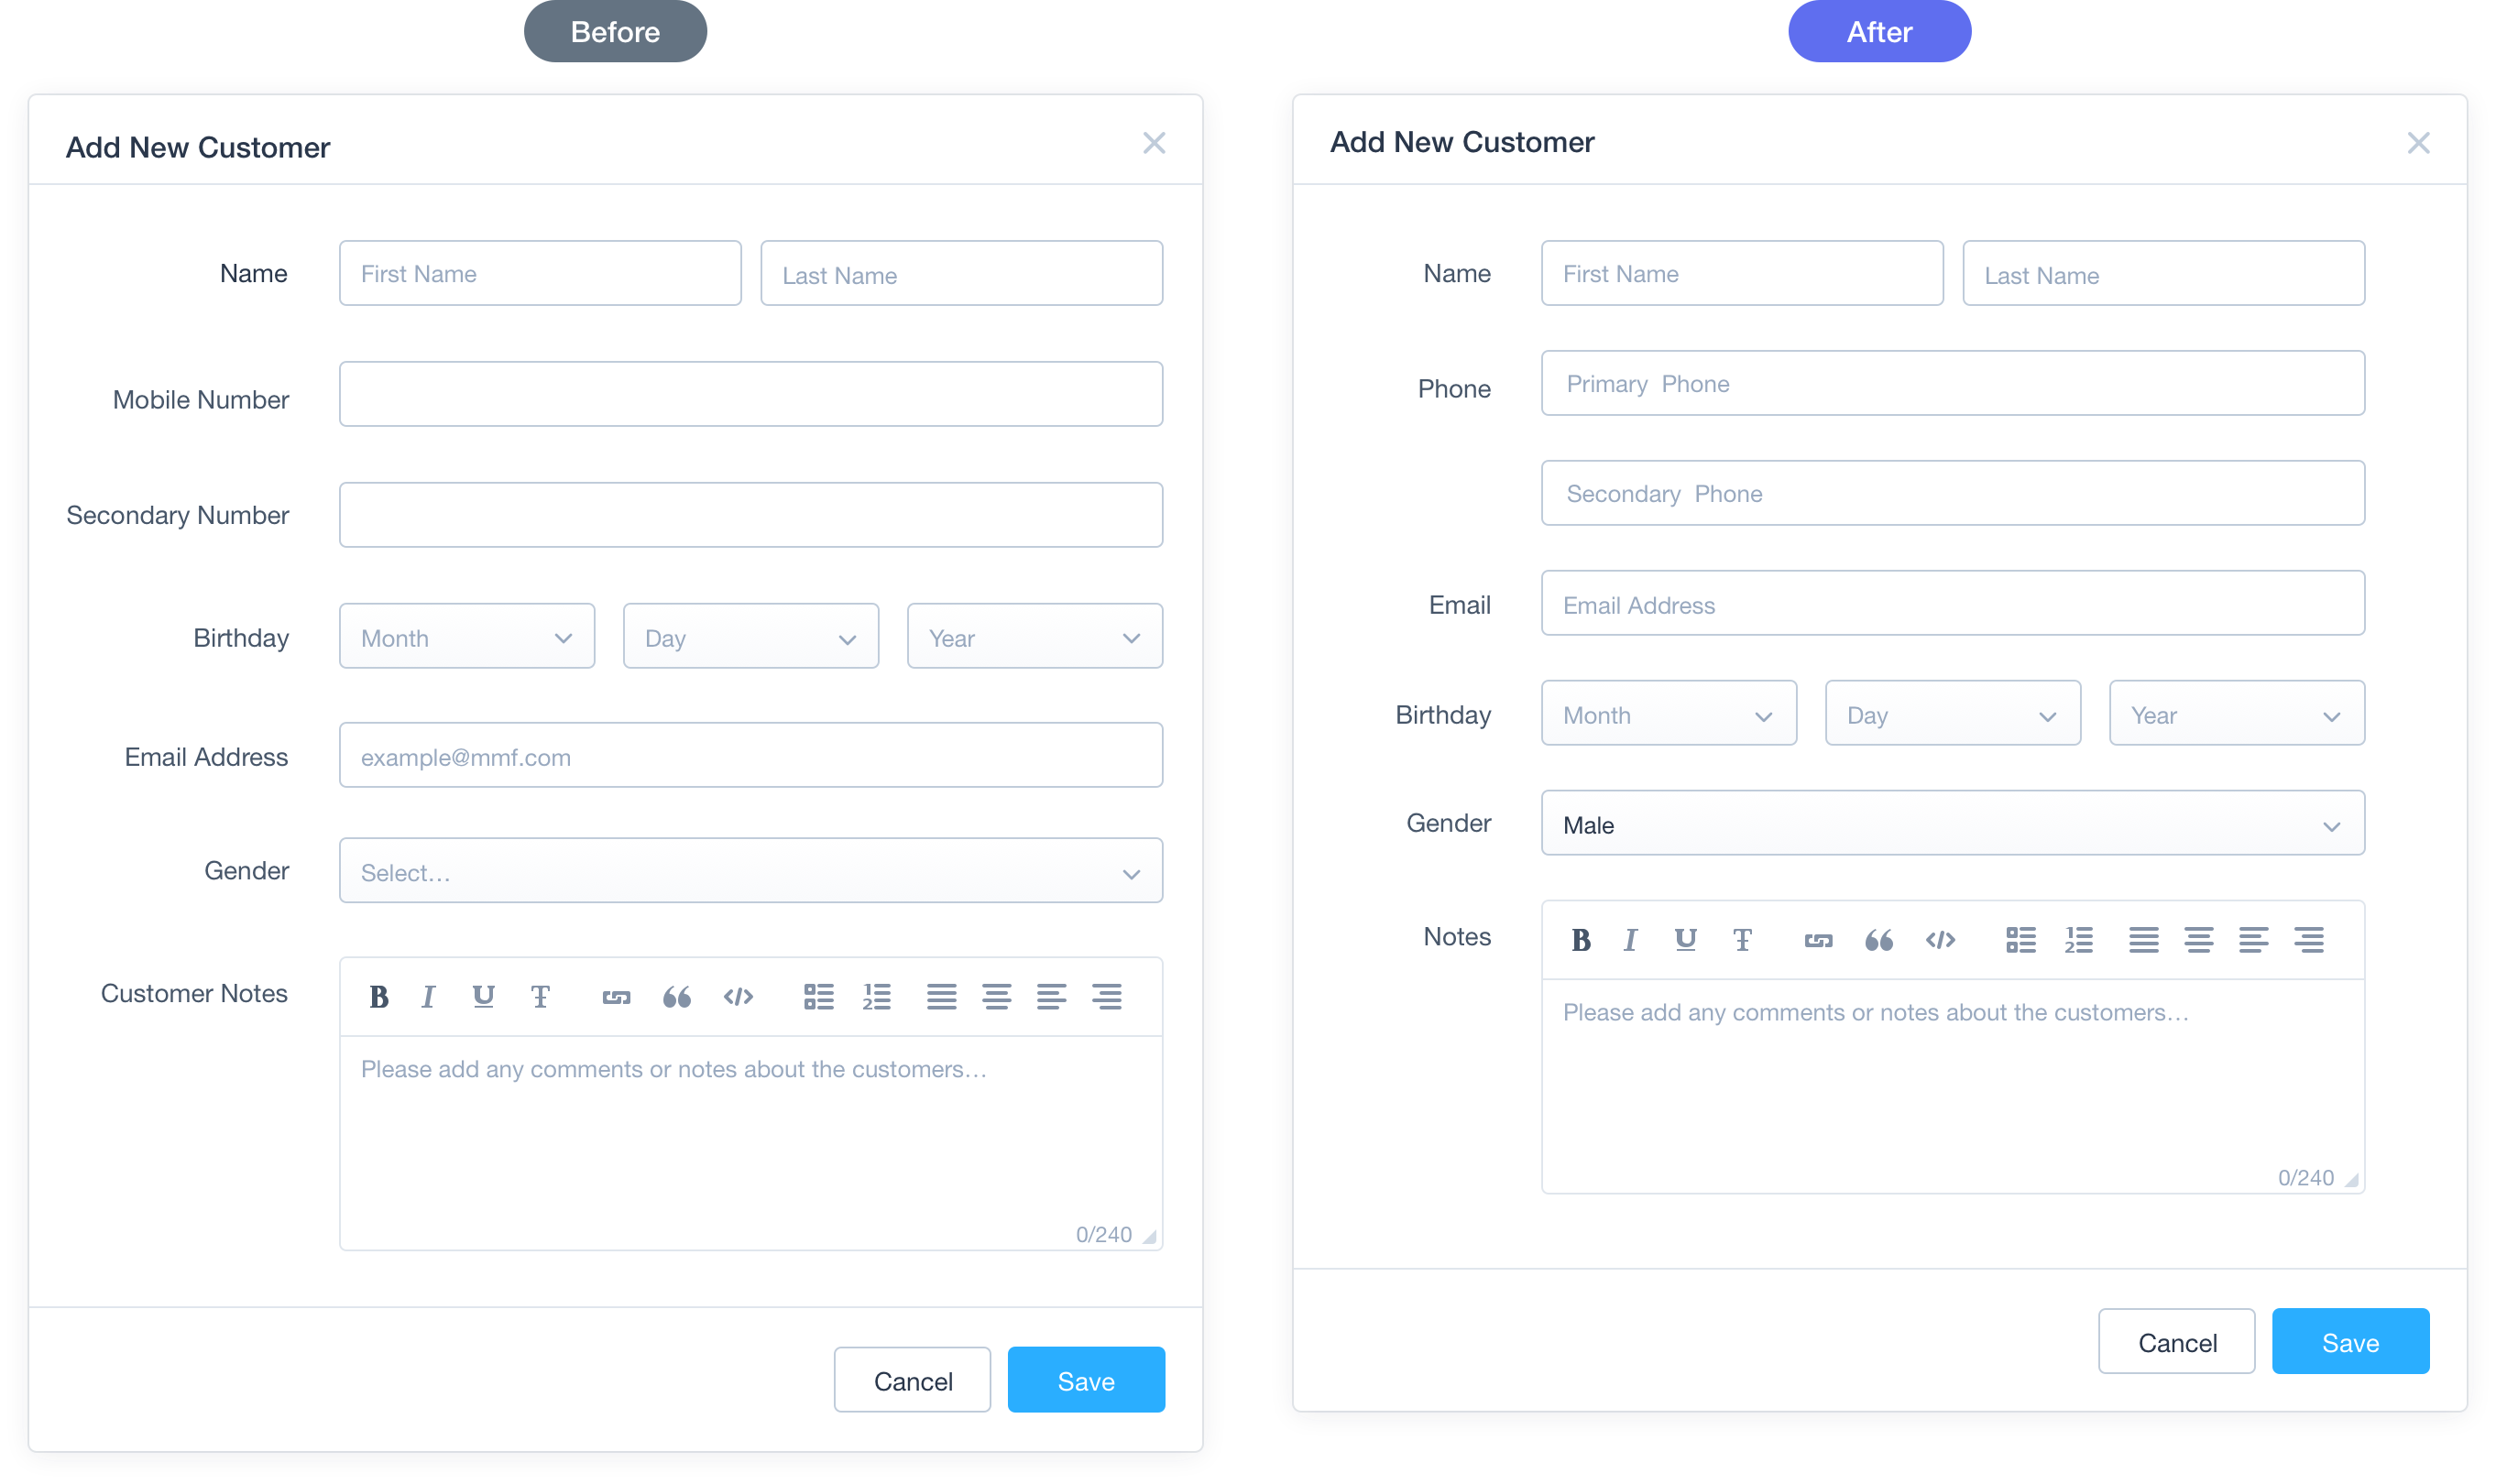 Before
Add New Customer
Name First Name Last Name
Mobile Number
Secondary Number
Birthday Month Day Year
Email Address example@mmf.com
Gender Select...
Customer Notes B I U T 1 2
Please add any comments or notes about the customers...
0/240
Cancel Save
After
Add New Customer
Name First Name Last Name
Phone Primary Phone
Secondary Phone
Email Email Address
Birthday Month Day Year
Gender Male
Notes B I U T 1 2
Please add any comments or notes about the customers...
0/240
Cancel Save